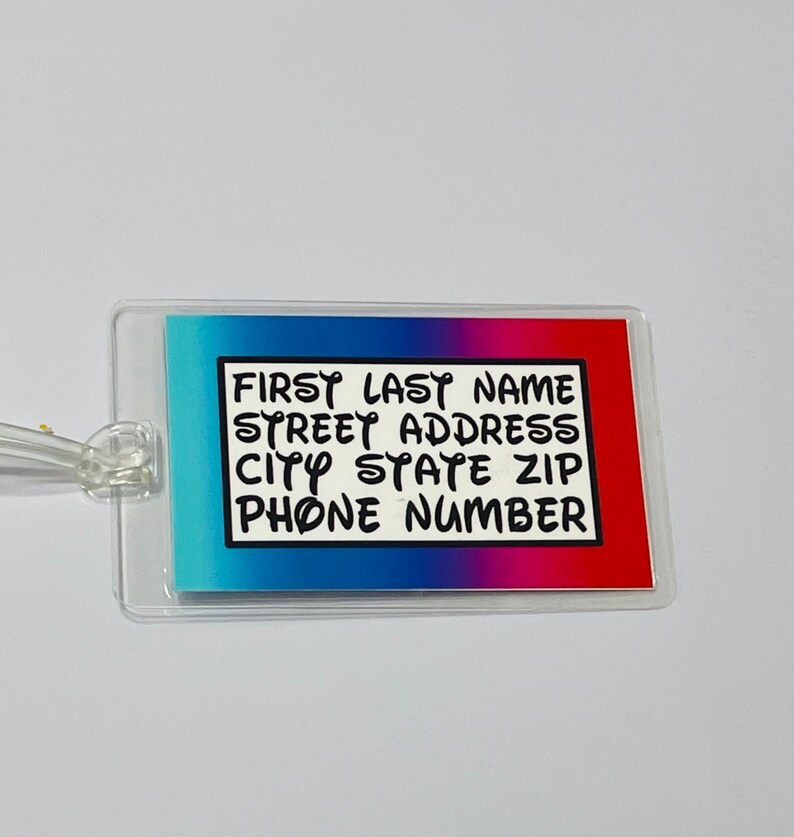 FIRST LAST NAME
STREET ADDRESS
CITY STATE ZIP
PHONE NUMBER